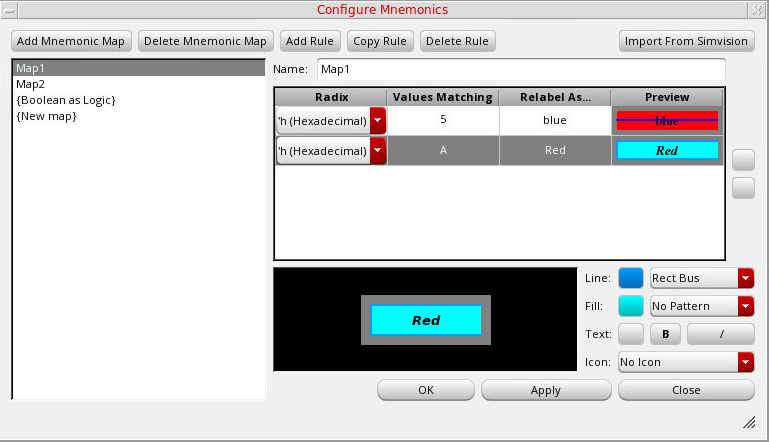 Configure Mnemonics
Add Mnemonic Map Delete Mnemonic Map Add Rule Copy Rule Delete Rule Import From Simvision
Map1
Map2
{Boolean as Logic}
{New map}
Name: Map1
Radix Values Matching Relabel As... Preview
'h (Hexadecimal) 5 blue blue
'h (Hexadecimal) A Red Red
Red
Line: Rect Bus
Fill: No Pattern
Text: B /
Icon: No Icon
OK Apply Close